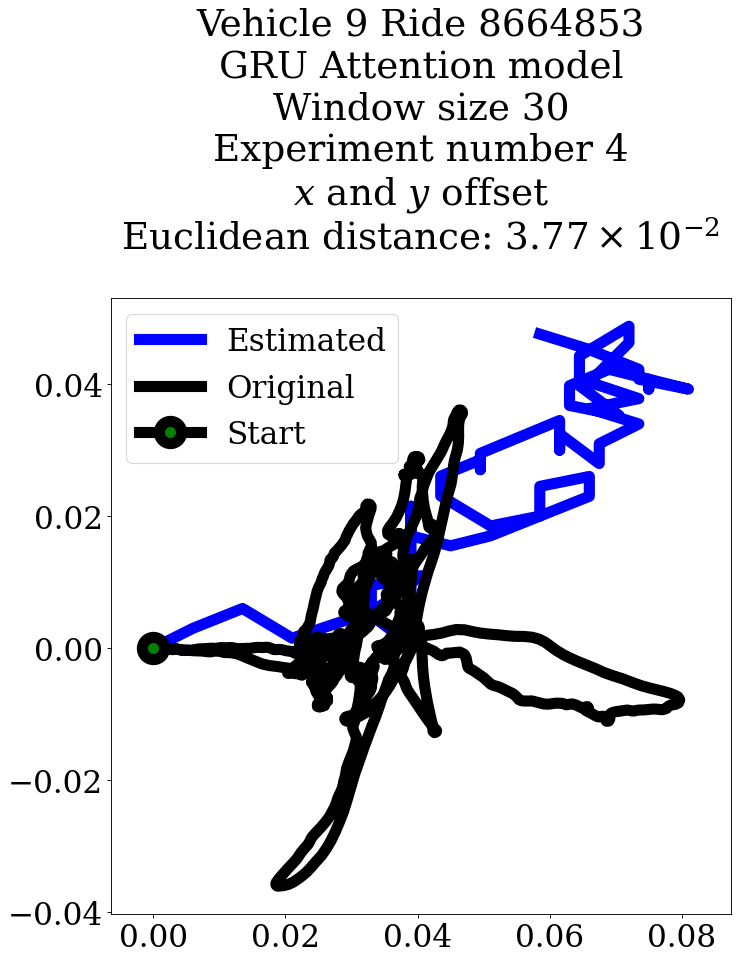 Vehicle 9 Ride 8664853
GRU Attention model
Window size 30
Experiment number 4
x and y offset
Euclidean distance: 3.77 × 10⁻²
Estimated
Original
Start
0.04
0.02
0.00
−0.02
−0.04
0.00 0.02 0.04 0.06 0.08